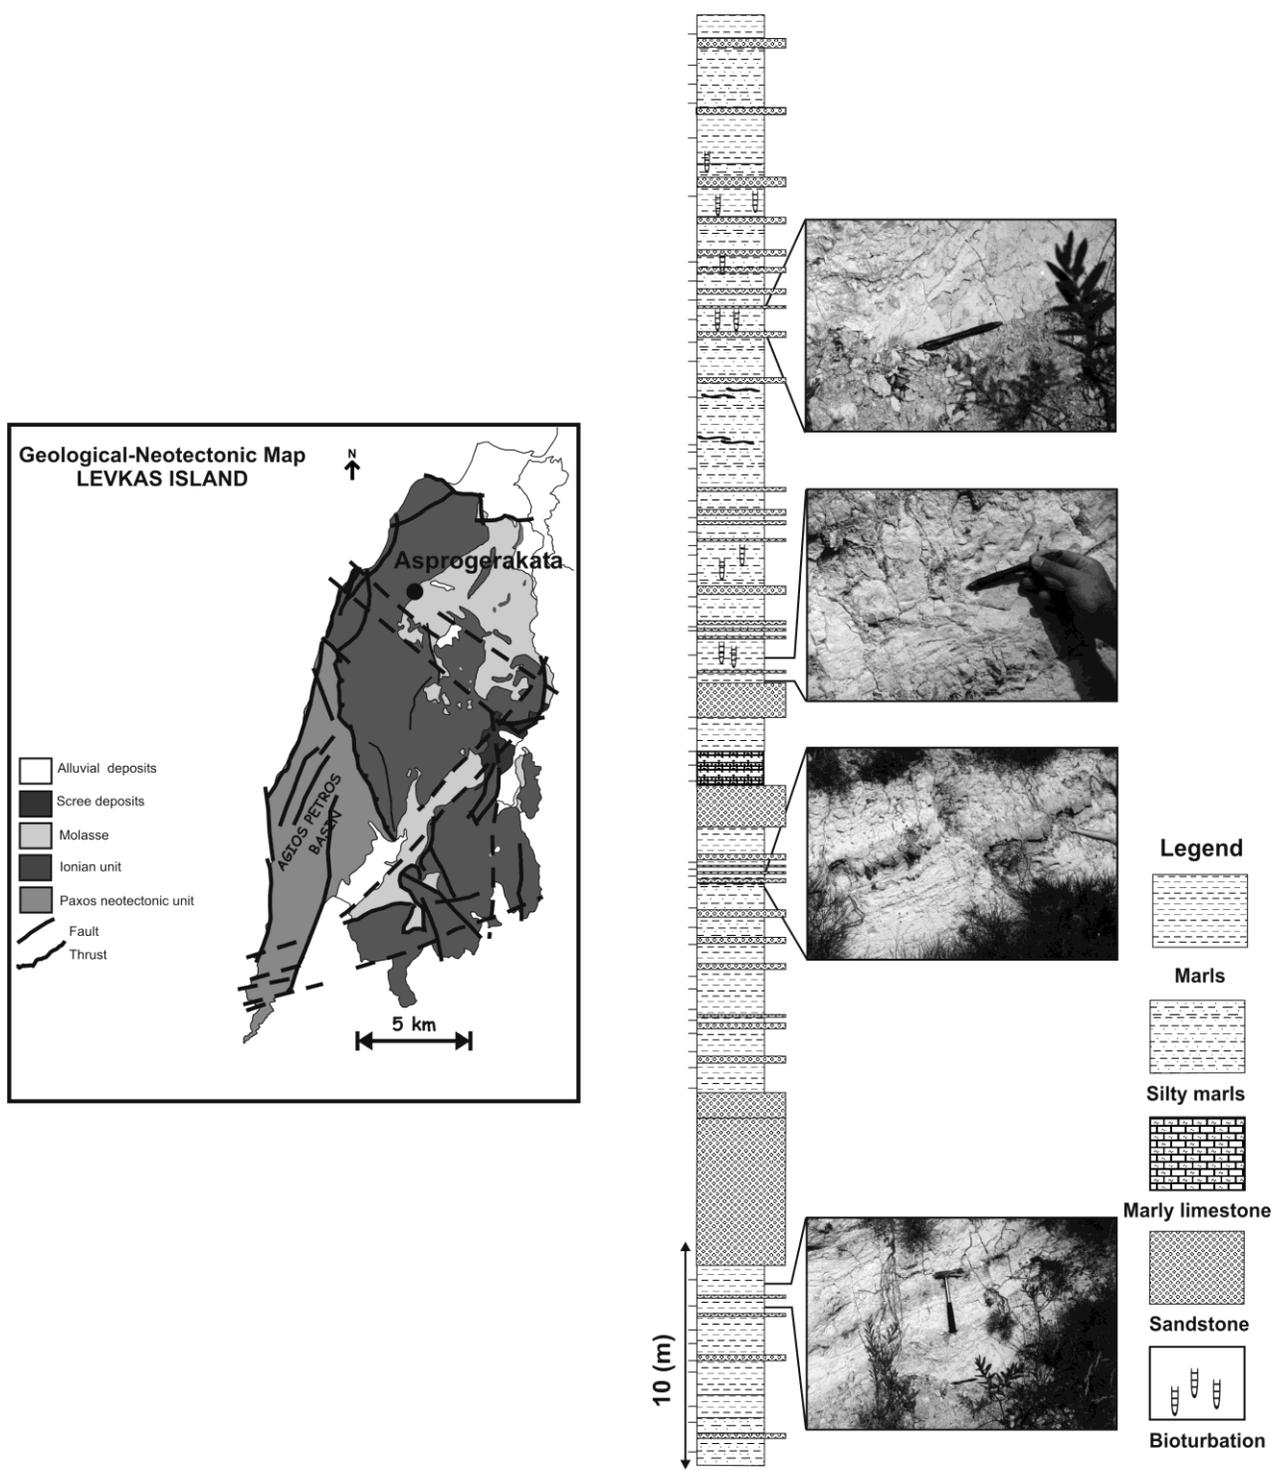 Geological-Neotectonic Map
LEVKAS ISLAND
N
Asprogerakata
AGIOS PETROS
BASIN
Alluvial deposits
Scree deposits
Molasse
Ionian unit
Paxos neotectonic unit
Fault
Thrust
5 km
10 (m)
Legend
Marls
Silty marls
Marly limestone
Sandstone
Bioturbation